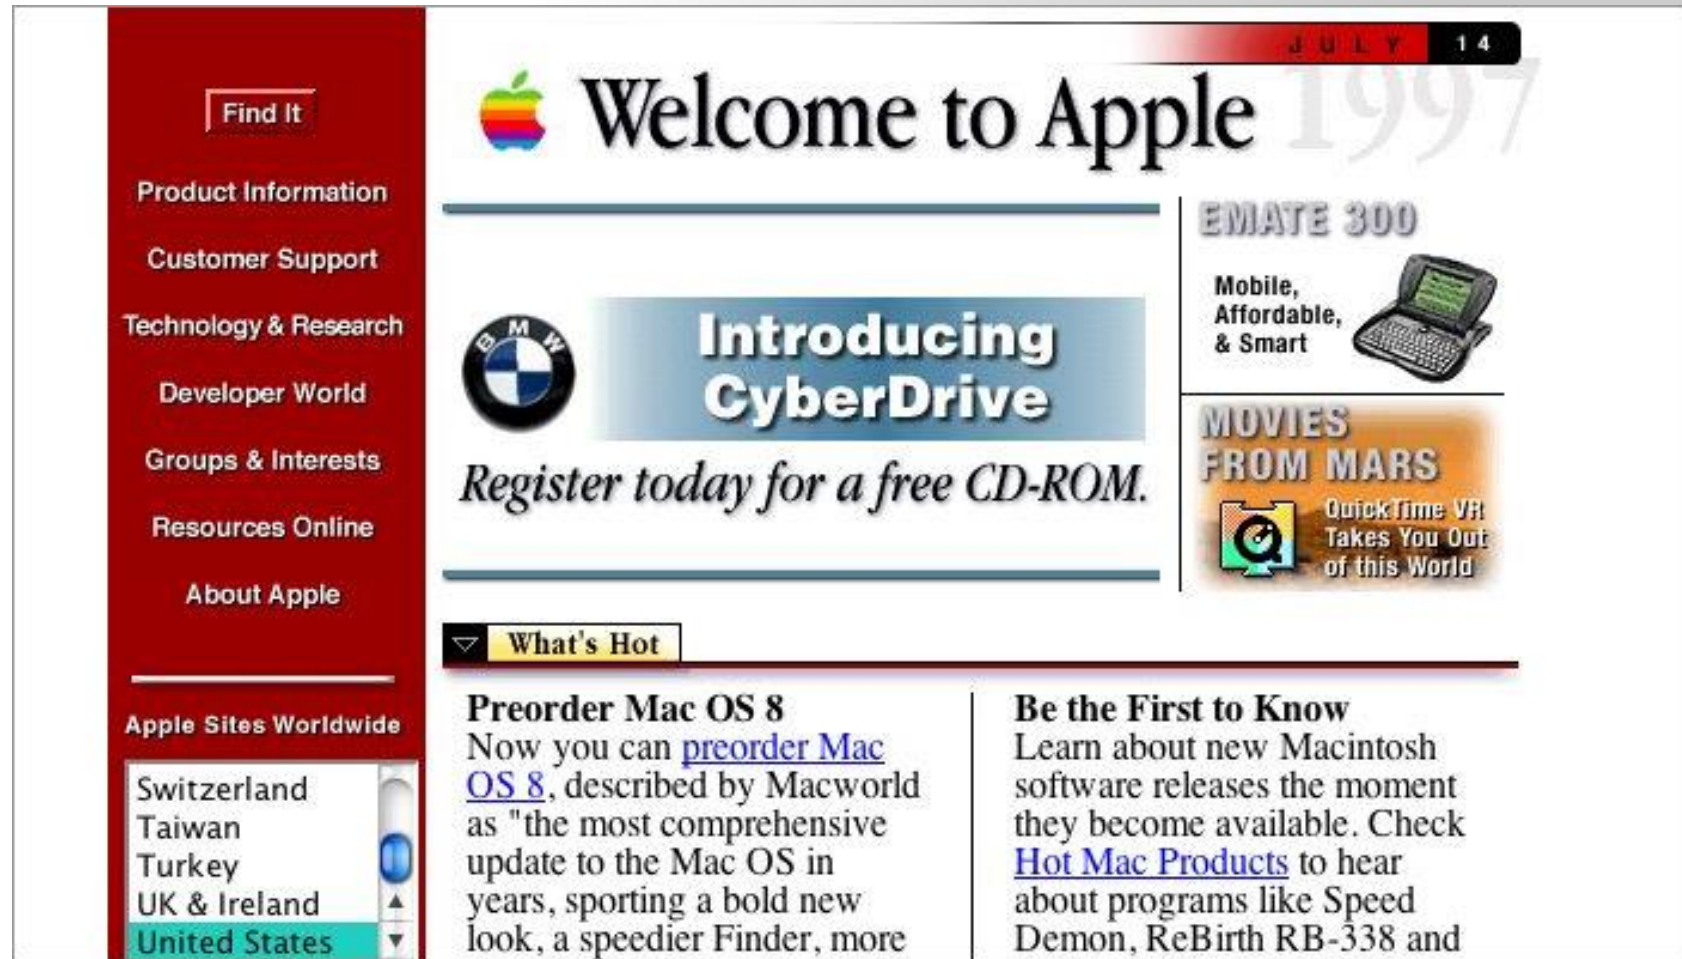 JULY 14
1997
Welcome to Apple
Find It
Product Information
Customer Support
Technology & Research
Developer World
Groups & Interests
Resources Online
About Apple
Apple Sites Worldwide
Switzerland
Taiwan
Turkey
UK & Ireland
United States
BMW
Introducing
CyberDrive
Register today for a free CD-ROM.
EMATE 300
Mobile,
Affordable,
& Smart
MOVIES
FROM MARS
QuickTime VR
Takes You Out
of this World
What's Hot
Preorder Mac OS 8
Now you can preorder Mac
OS 8, described by Macworld
as "the most comprehensive
update to the Mac OS in
years, sporting a bold new
look, a speedier Finder, more
Be the First to Know
Learn about new Macintosh
software releases the moment
they become available. Check
Hot Mac Products to hear
about programs like Speed
Demon, ReBirth RB-338 and